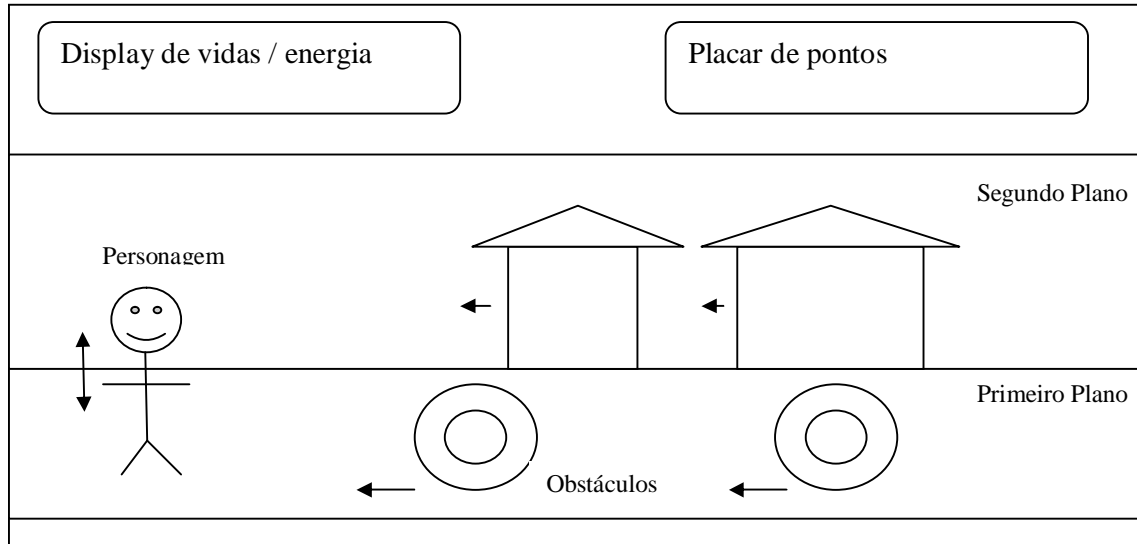 Display de vidas / energia
Placar de pontos
Segundo Plano
Personagem
Primeiro Plano
Obstáculos